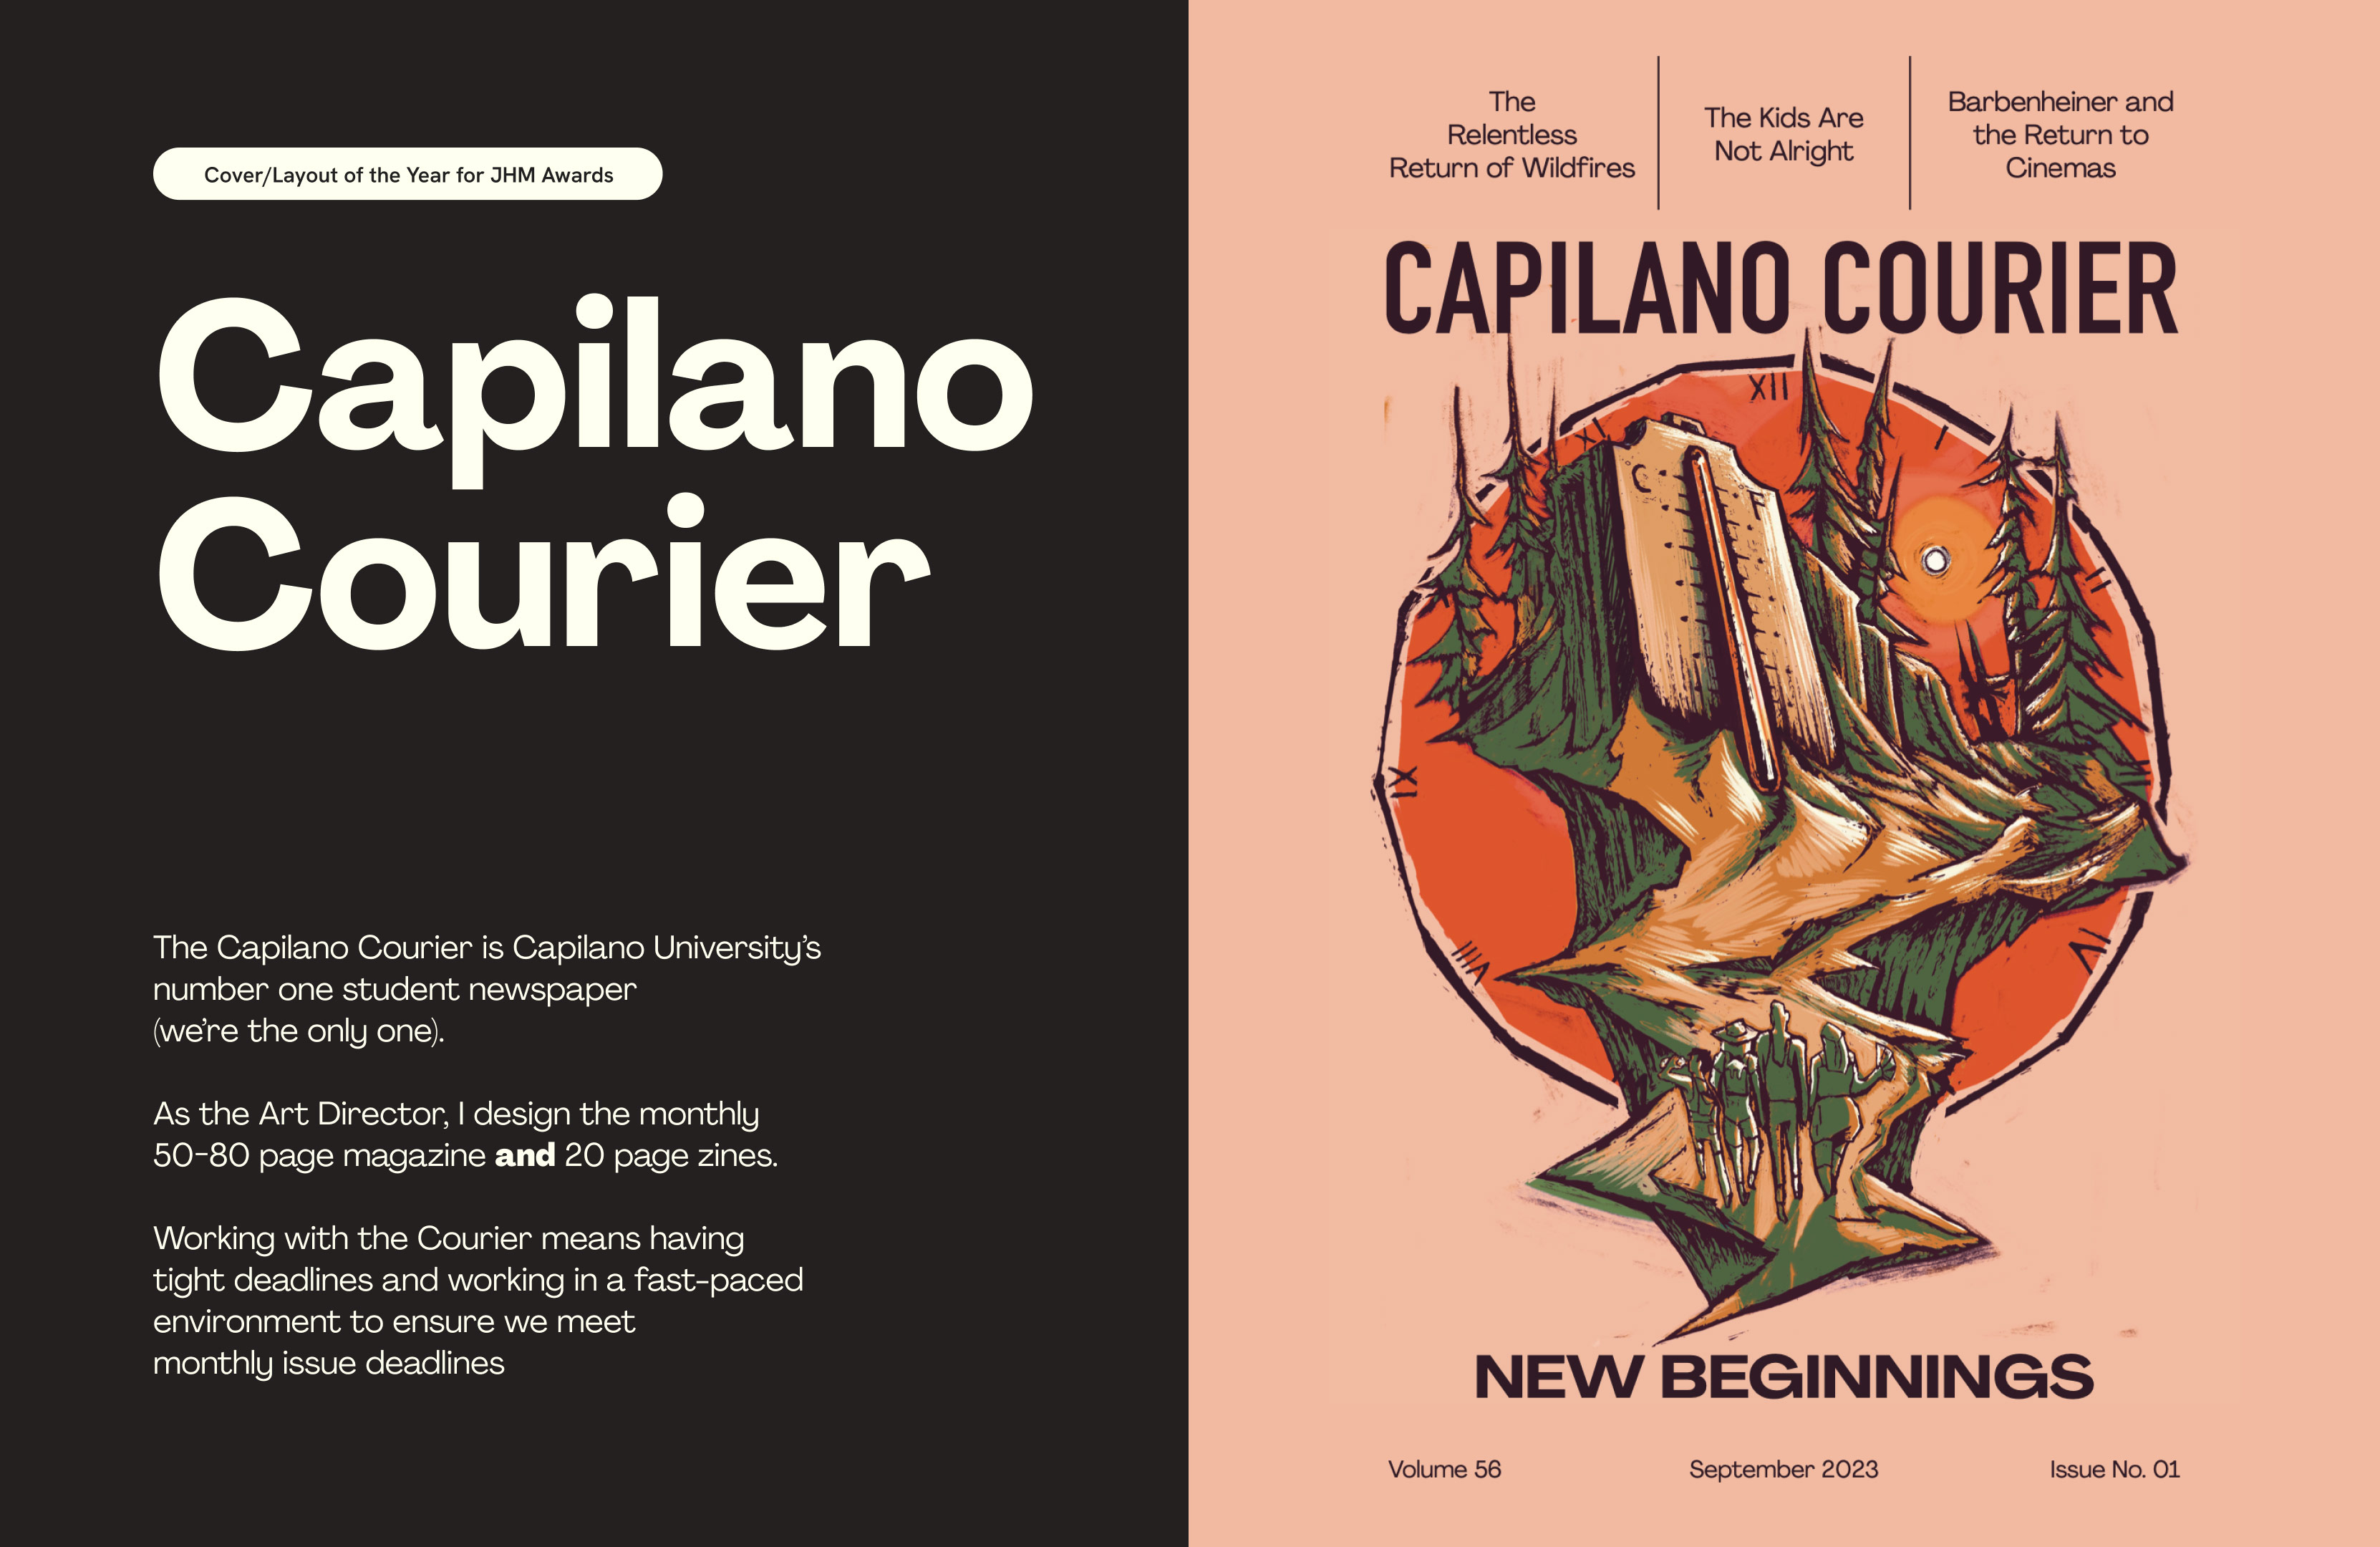 Cover/Layout of the Year for JHM Awards
Capilano
Courier
The Capilano Courier is Capilano University's
number one student newspaper
(we're the only one).
As the Art Director, I design the monthly
50-80 page magazine and 20 page zines.
Working with the Courier means having
tight deadlines and working in a fast-paced
environment to ensure we meet
monthly issue deadlines
The
Relentless
Return of Wildfires
The Kids Are
Not Alright
Barbenheiner and
the Return to
Cinemas
CAPILANO COURIER
XII
XI
I
C
F
II
IX
IV
VIII
NEW BEGINNINGS
Volume 56
September 2023
Issue No. 01